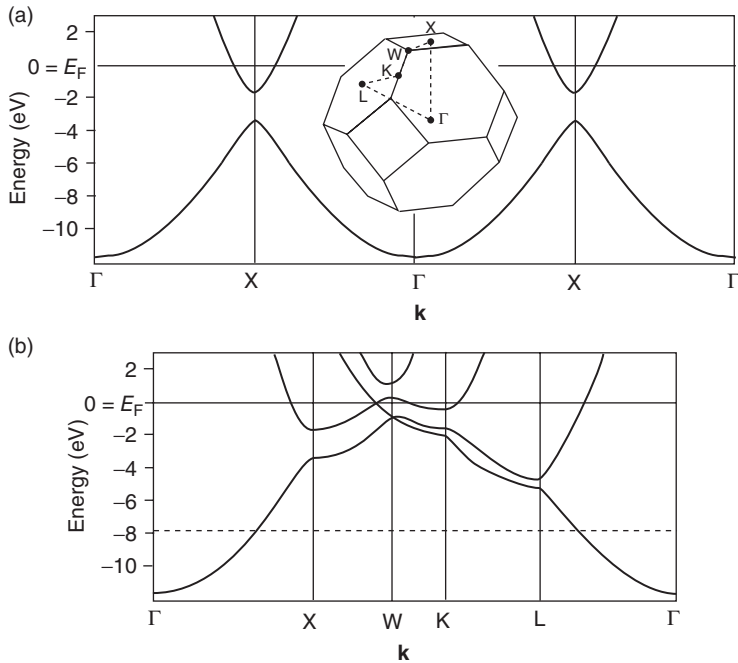 (a)
2
0 = E_F
−2
−4
−6
−8
−10
Energy (eV)
X
W
K
L
Γ
Γ X Γ X Γ
k
(b)
2
0 = E_F
−2
−4
−6
−8
−10
Energy (eV)
Γ X W K L Γ
k